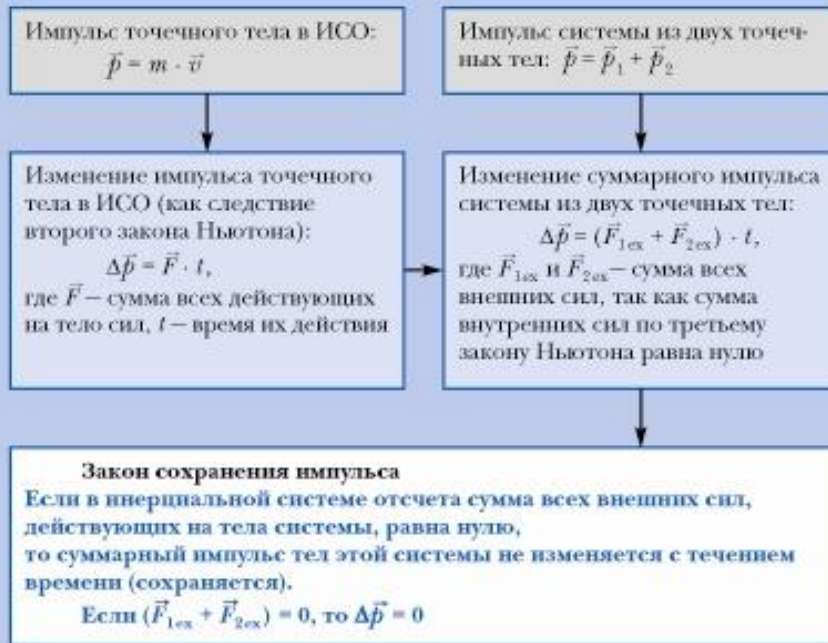 Импульс точечного тела в ИСО:
p⃗ = m · v⃗
Импульс системы из двух точеч-
ных тел: p⃗ = p⃗₁ + p⃗₂
Изменение импульса точечного
тела в ИСО (как следствие
второго закона Ньютона):
Δp⃗ = F⃗ · t,
где F⃗ – сумма всех действующих
на тело сил, t – время их действия
Изменение суммарного импульса
системы из двух точечных тел:
Δp⃗ = (F⃗₁ex + F⃗₂ex) · t,
где F⃗₁ex и F⃗₂ex – сумма всех
внешних сил, так как сумма
внутренних сил по третьему
закону Ньютона равна нулю
Закон сохранения импульса
Если в инерциальной системе отсчета сумма всех внешних сил,
действующих на тела системы, равна нулю,
то суммарный импульс тел этой системы не изменяется с течением
времени (сохраняется).
Если (F⃗₁ex + F⃗₂ex) = 0, то Δp⃗ = 0